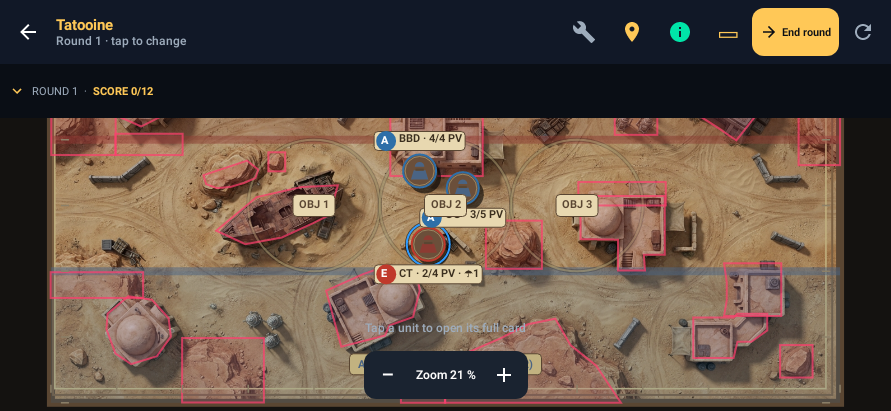 Tatooine
Round 1 · tap to change
End round
ROUND 1 · SCORE 0/12
A BBD · 4/4 PV
OBJ 1
OBJ 2
OBJ 3
A
3/5 PV
E CT · 2/4 PV · ☂1
Tap a unit to open its full card
− Zoom 21 % +